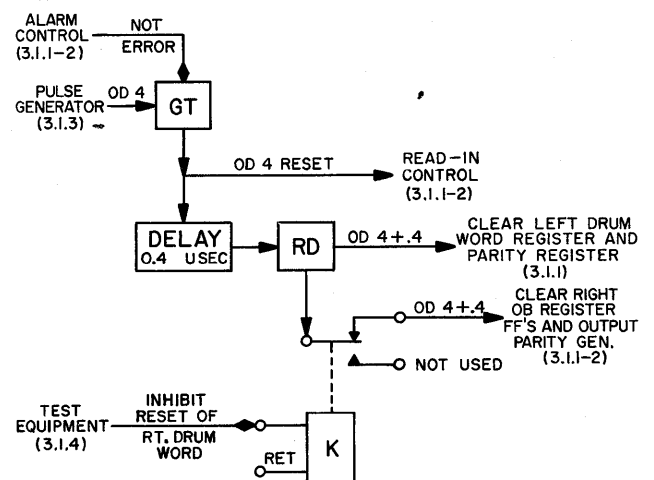 ALARM
CONTROL
(3.1.1-2)
NOT
ERROR
PULSE
GENERATOR
(3.1.3)
OD 4
GT
OD 4 RESET
READ-IN
CONTROL
(3.1.1-2)
DELAY
0.4 USEC
RD
OD 4+.4
CLEAR LEFT DRUM
WORD REGISTER AND
PARITY REGISTER
(3.1.1)
OD 4+.4
CLEAR RIGHT
OB REGISTER
FF'S AND OUTPUT
PARITY GEN.
(3.1.1-2)
NOT USED
TEST
EQUIPMENT
(3.1.4)
INHIBIT
RESET OF
RT. DRUM
WORD
RET
K